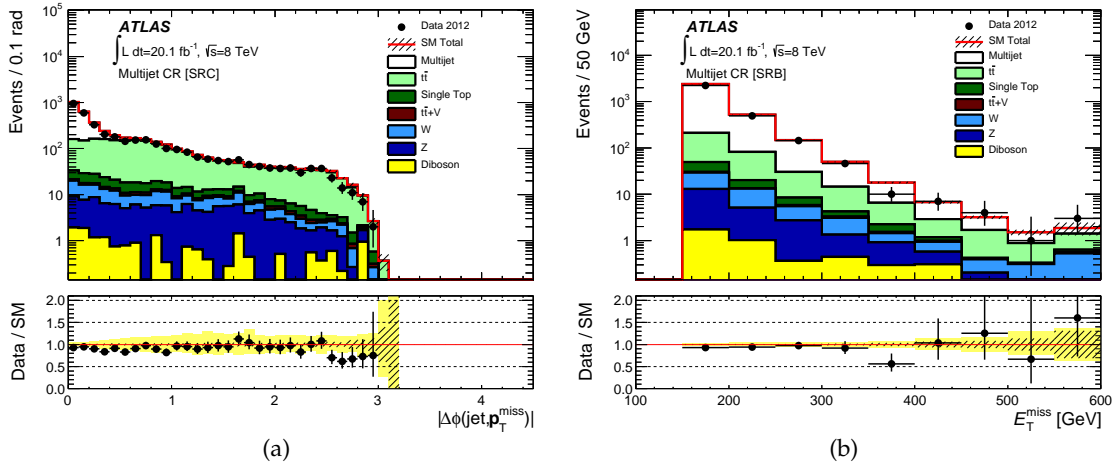 ATLAS
∫L dt=20.1 fb⁻¹, √s=8 TeV
Multijet CR [SRC]
Data 2012
SM Total
Multijet
tt̄
Single Top
tt̄+V
W
Z
Diboson
Events / 0.1 rad
10⁵
10⁴
10³
10²
10
1
Data / SM
2.0
1.5
1.0
0.5
0.0
0 1 2 3 4
|Δϕ(jet,p_T^miss)|
(a)
ATLAS
∫L dt=20.1 fb⁻¹, √s=8 TeV
Multijet CR [SRB]
Data 2012
SM Total
Multijet
tt̄
Single Top
tt̄+V
W
Z
Diboson
Events / 50 GeV
10⁴
10³
10²
10
1
Data / SM
2.0
1.5
1.0
0.5
0.0
100 200 300 400 500 600
E_T^miss [GeV]
(b)